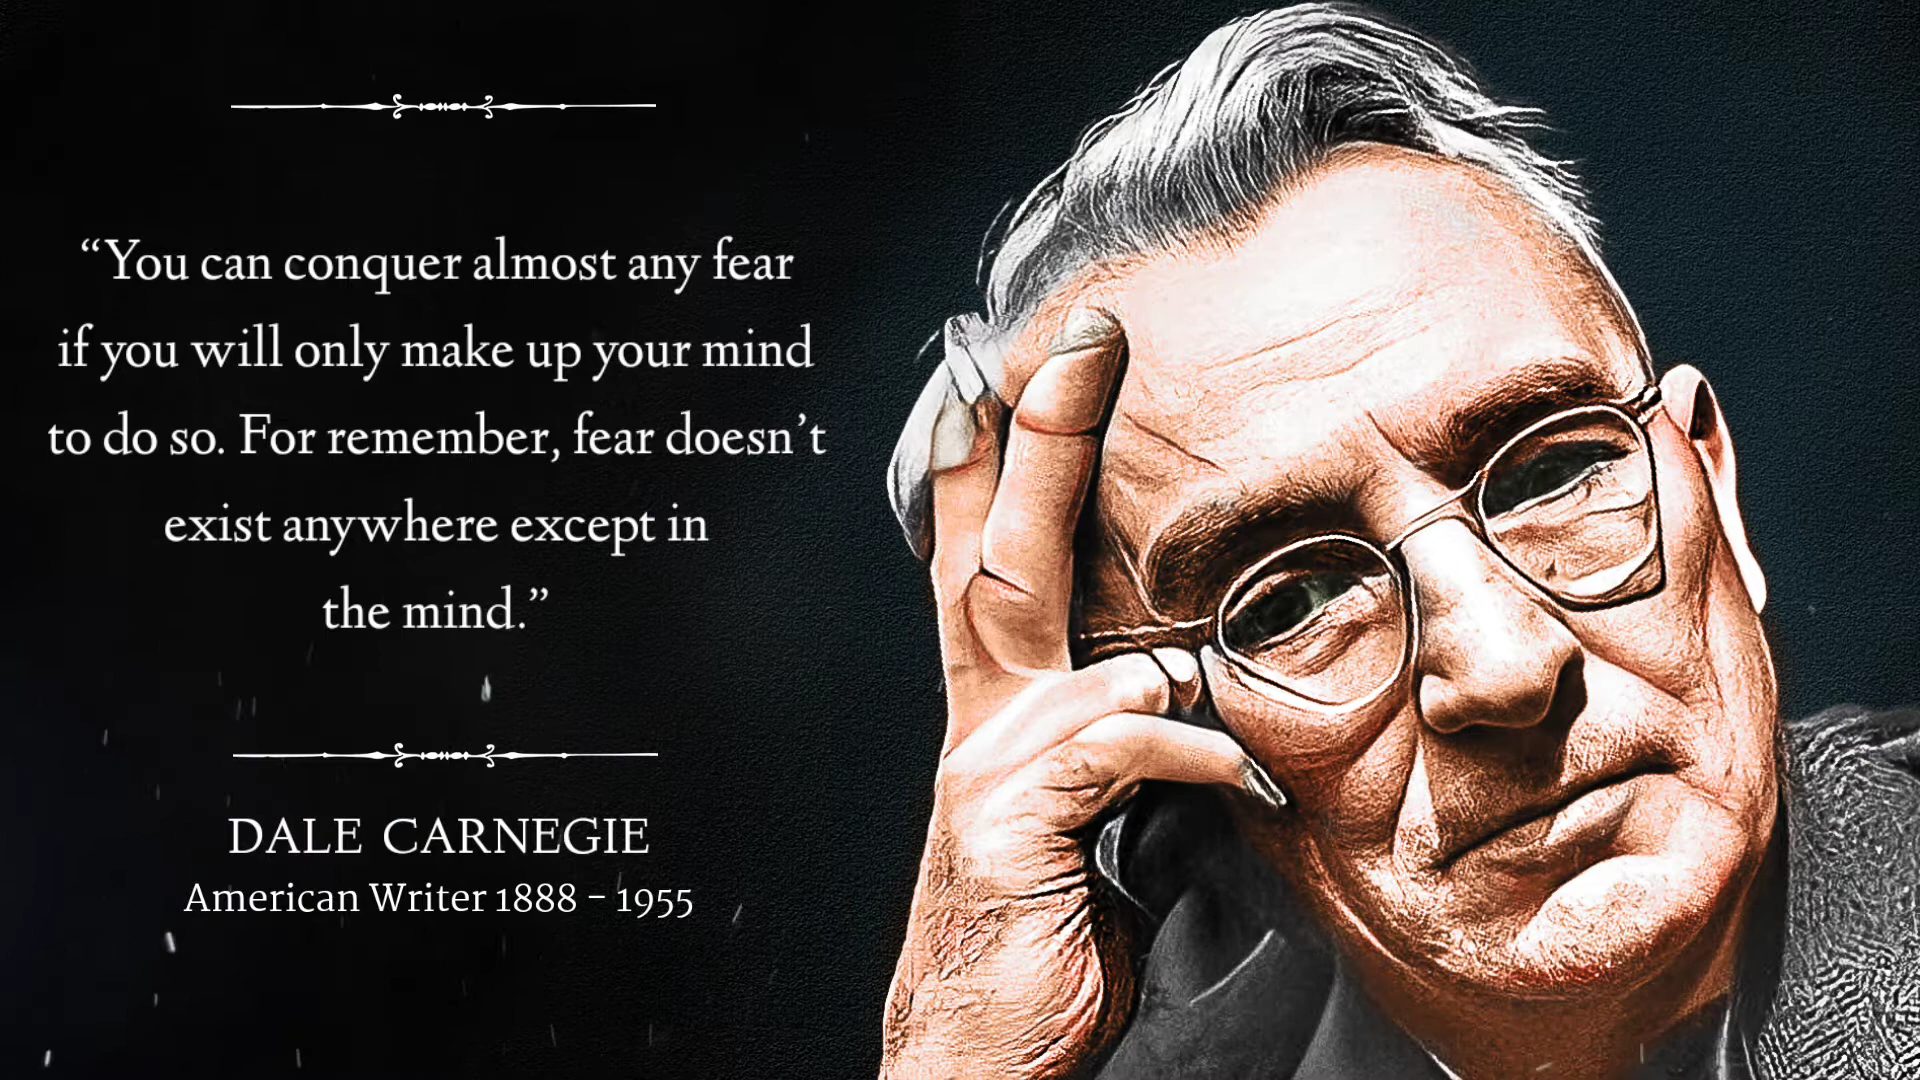 “You can conquer almost any fear
if you will only make up your mind
to do so. For remember, fear doesn’t
exist anywhere except in
the mind.”
DALE CARNEGIE
American Writer 1888 – 1955